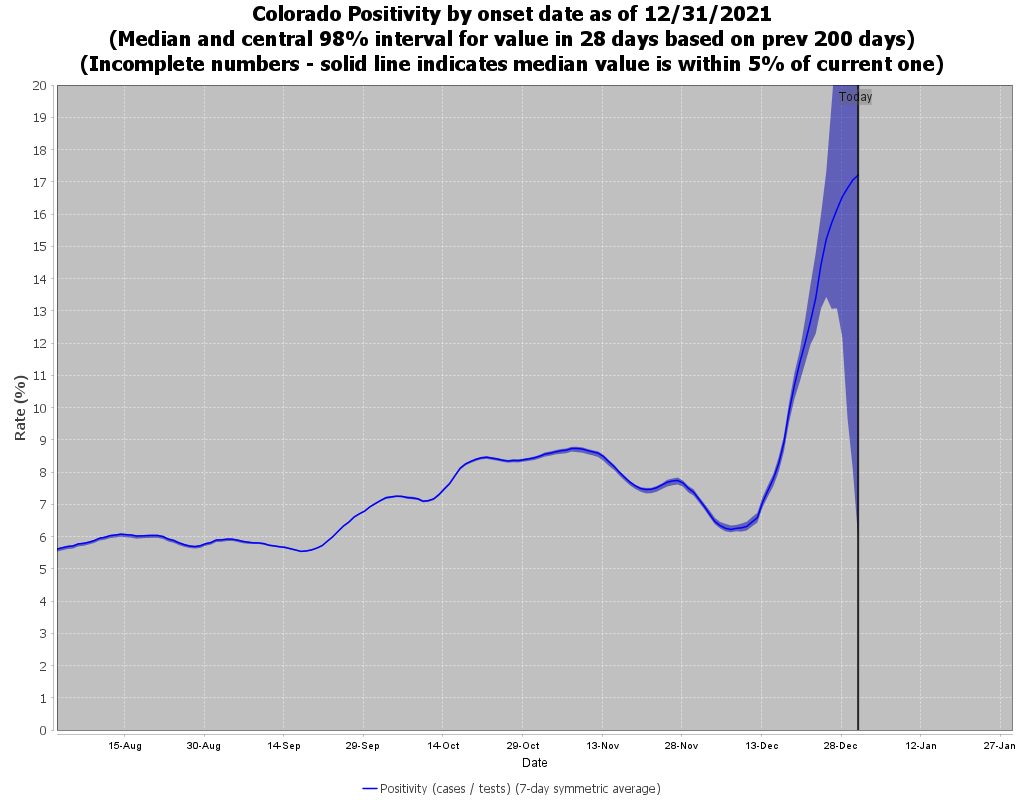 Colorado Positivity by onset date as of 12/31/2021
(Median and central 98% interval for value in 28 days based on prev 200 days)
(Incomplete numbers - solid line indicates median value is within 5% of current one)
Today
20
19
18
17
16
15
14
13
12
11
10
9
8
7
6
5
4
3
2
1
0
Rate (%)
15-Aug 30-Aug 14-Sep 29-Sep 14-Oct 29-Oct 13-Nov 28-Nov 13-Dec 28-Dec 12-Jan 27-Jan
Date
Positivity (cases / tests) (7-day symmetric average)